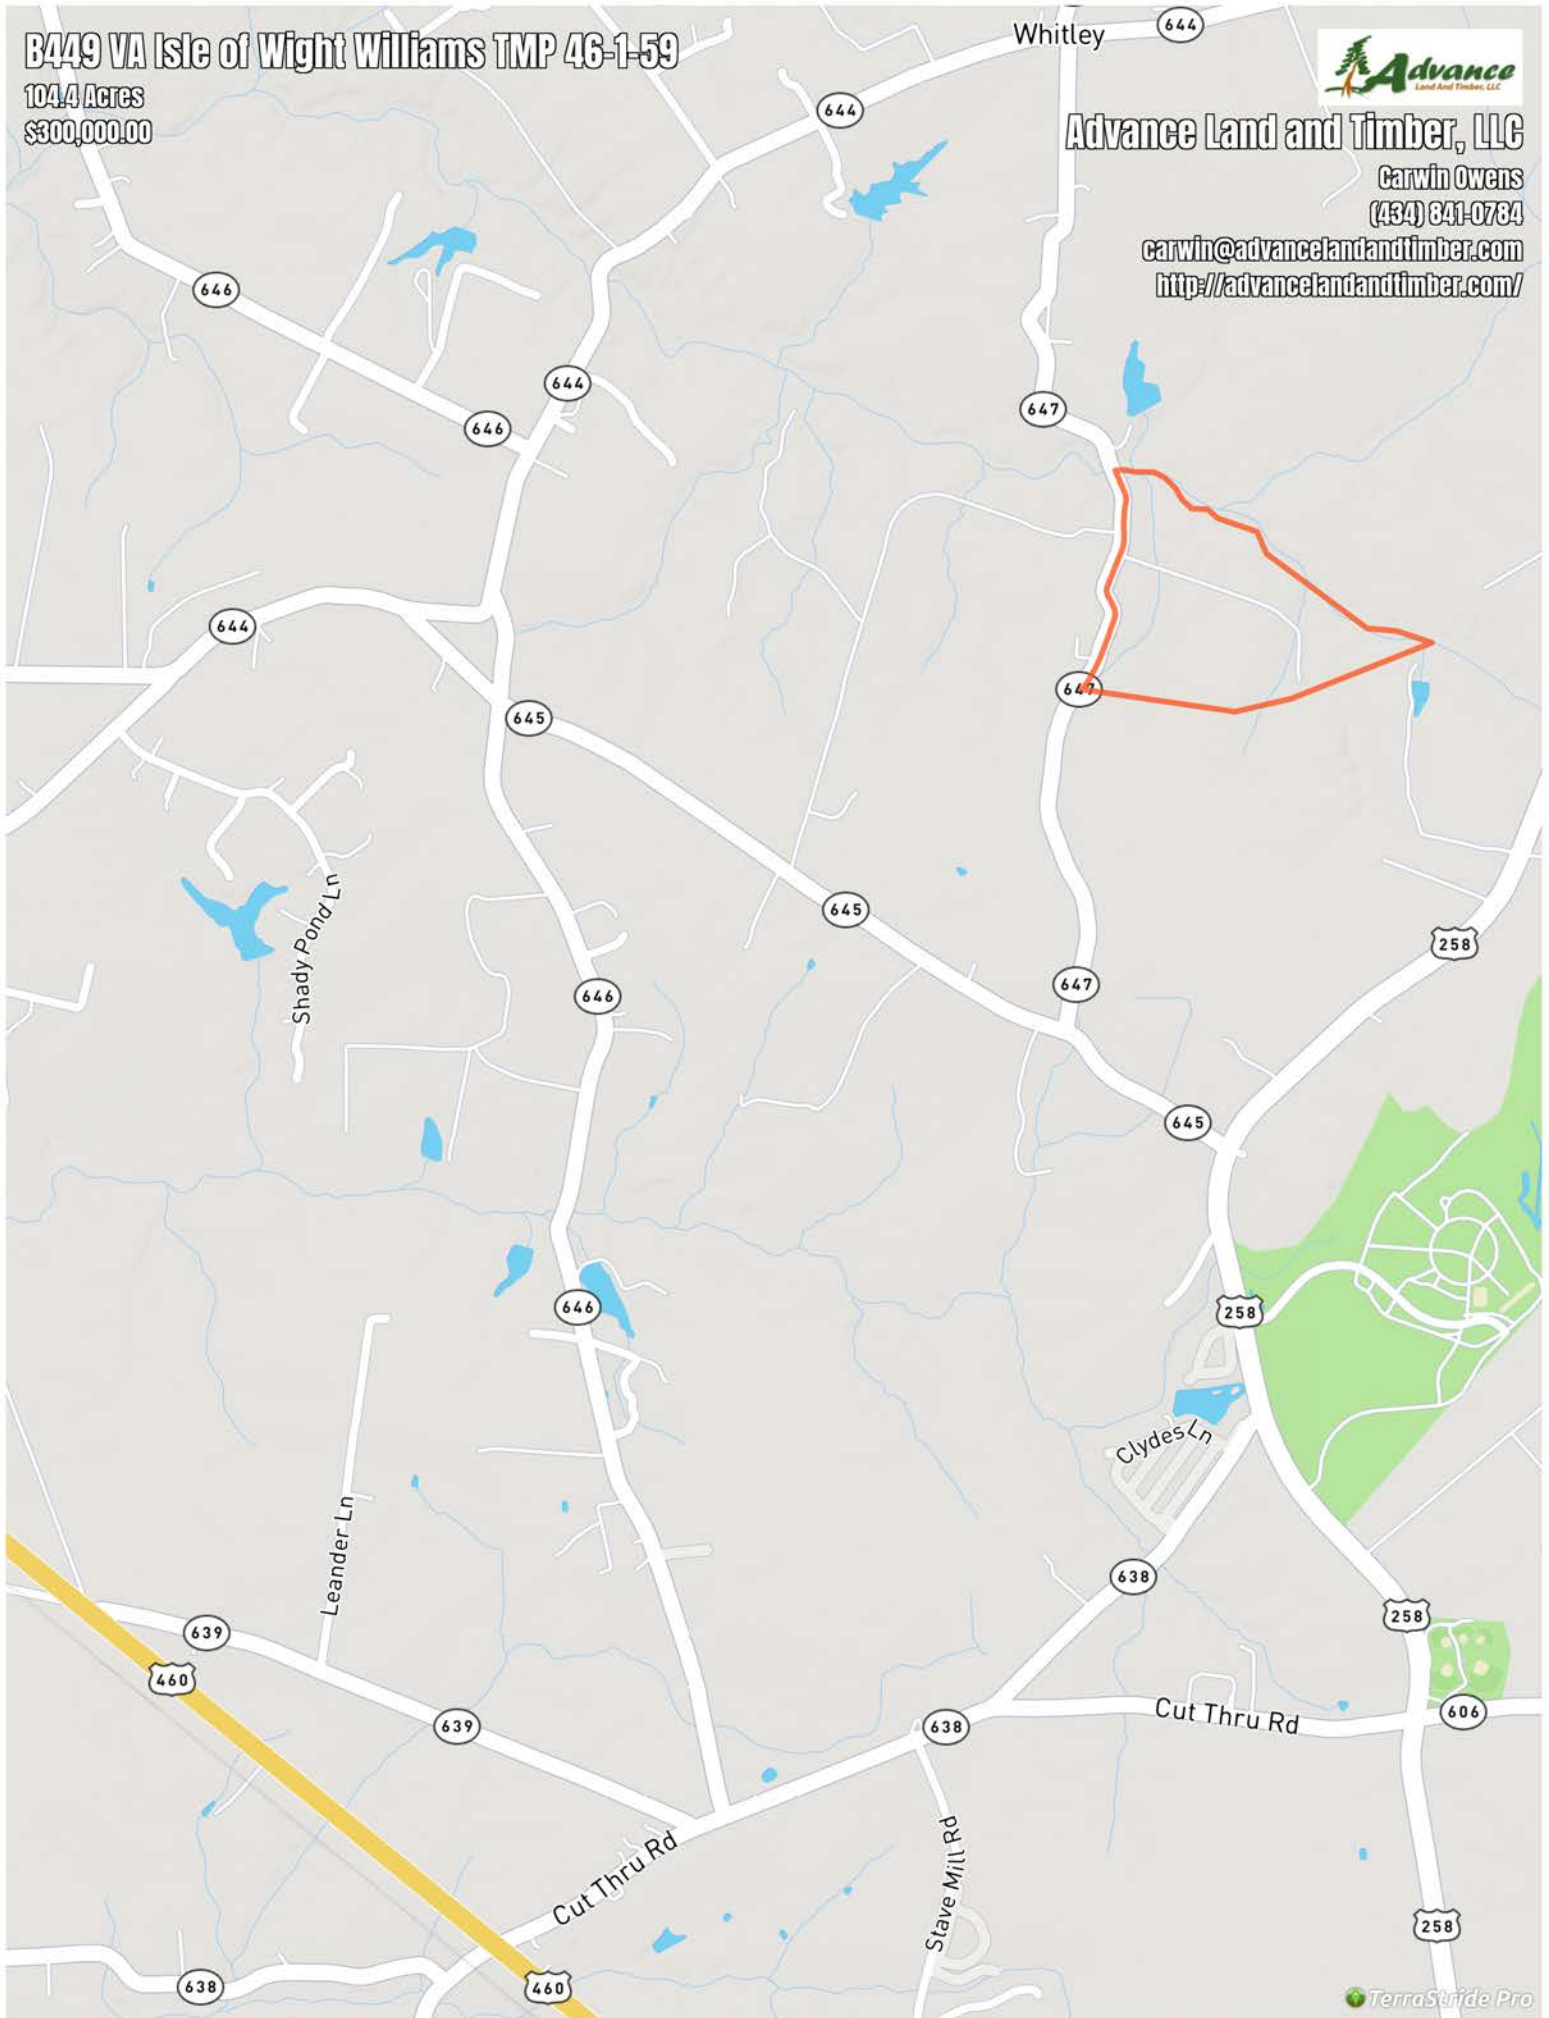 B449 VA Isle of Wight Williams TMP 46-1-59
104.4 Acres
$300,000.00
Advance
Land And Timber, LLC
Advance Land and Timber, LLC
Carwin Owens
(434) 841-0784
carwin@advancelandandtimber.com
http://advancelandandtimber.com/
Whitley
644
644
646
644
647
646
644
647
645
Shady Pond Ln
645
258
646
647
645
646
258
Clydes Ln
Leander Ln
638
258
639
460
639
638
Cut Thru Rd
606
Cut Thru Rd
Stave Mill Rd
258
638
460
TerraStride Pro